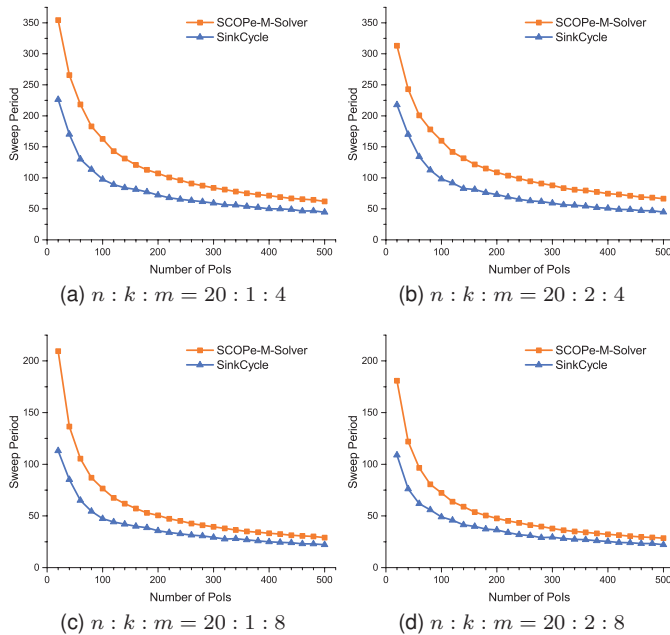 350
300
250
200
150
100
50
0
Sweep Period
0 100 200 300 400 500
Number of PoIs
SCOPe-M-Solver
SinkCycle
(a) n : k : m = 20 : 1 : 4
350
300
250
200
150
100
50
0
Sweep Period
0 100 200 300 400 500
Number of PoIs
SCOPe-M-Solver
SinkCycle
(b) n : k : m = 20 : 2 : 4
200
150
100
50
0
Sweep Period
0 100 200 300 400 500
Number of PoIs
SCOPe-M-Solver
SinkCycle
(c) n : k : m = 20 : 1 : 8
200
150
100
50
0
Sweep Period
0 100 200 300 400 500
Number of PoIs
SCOPe-M-Solver
SinkCycle
(d) n : k : m = 20 : 2 : 8